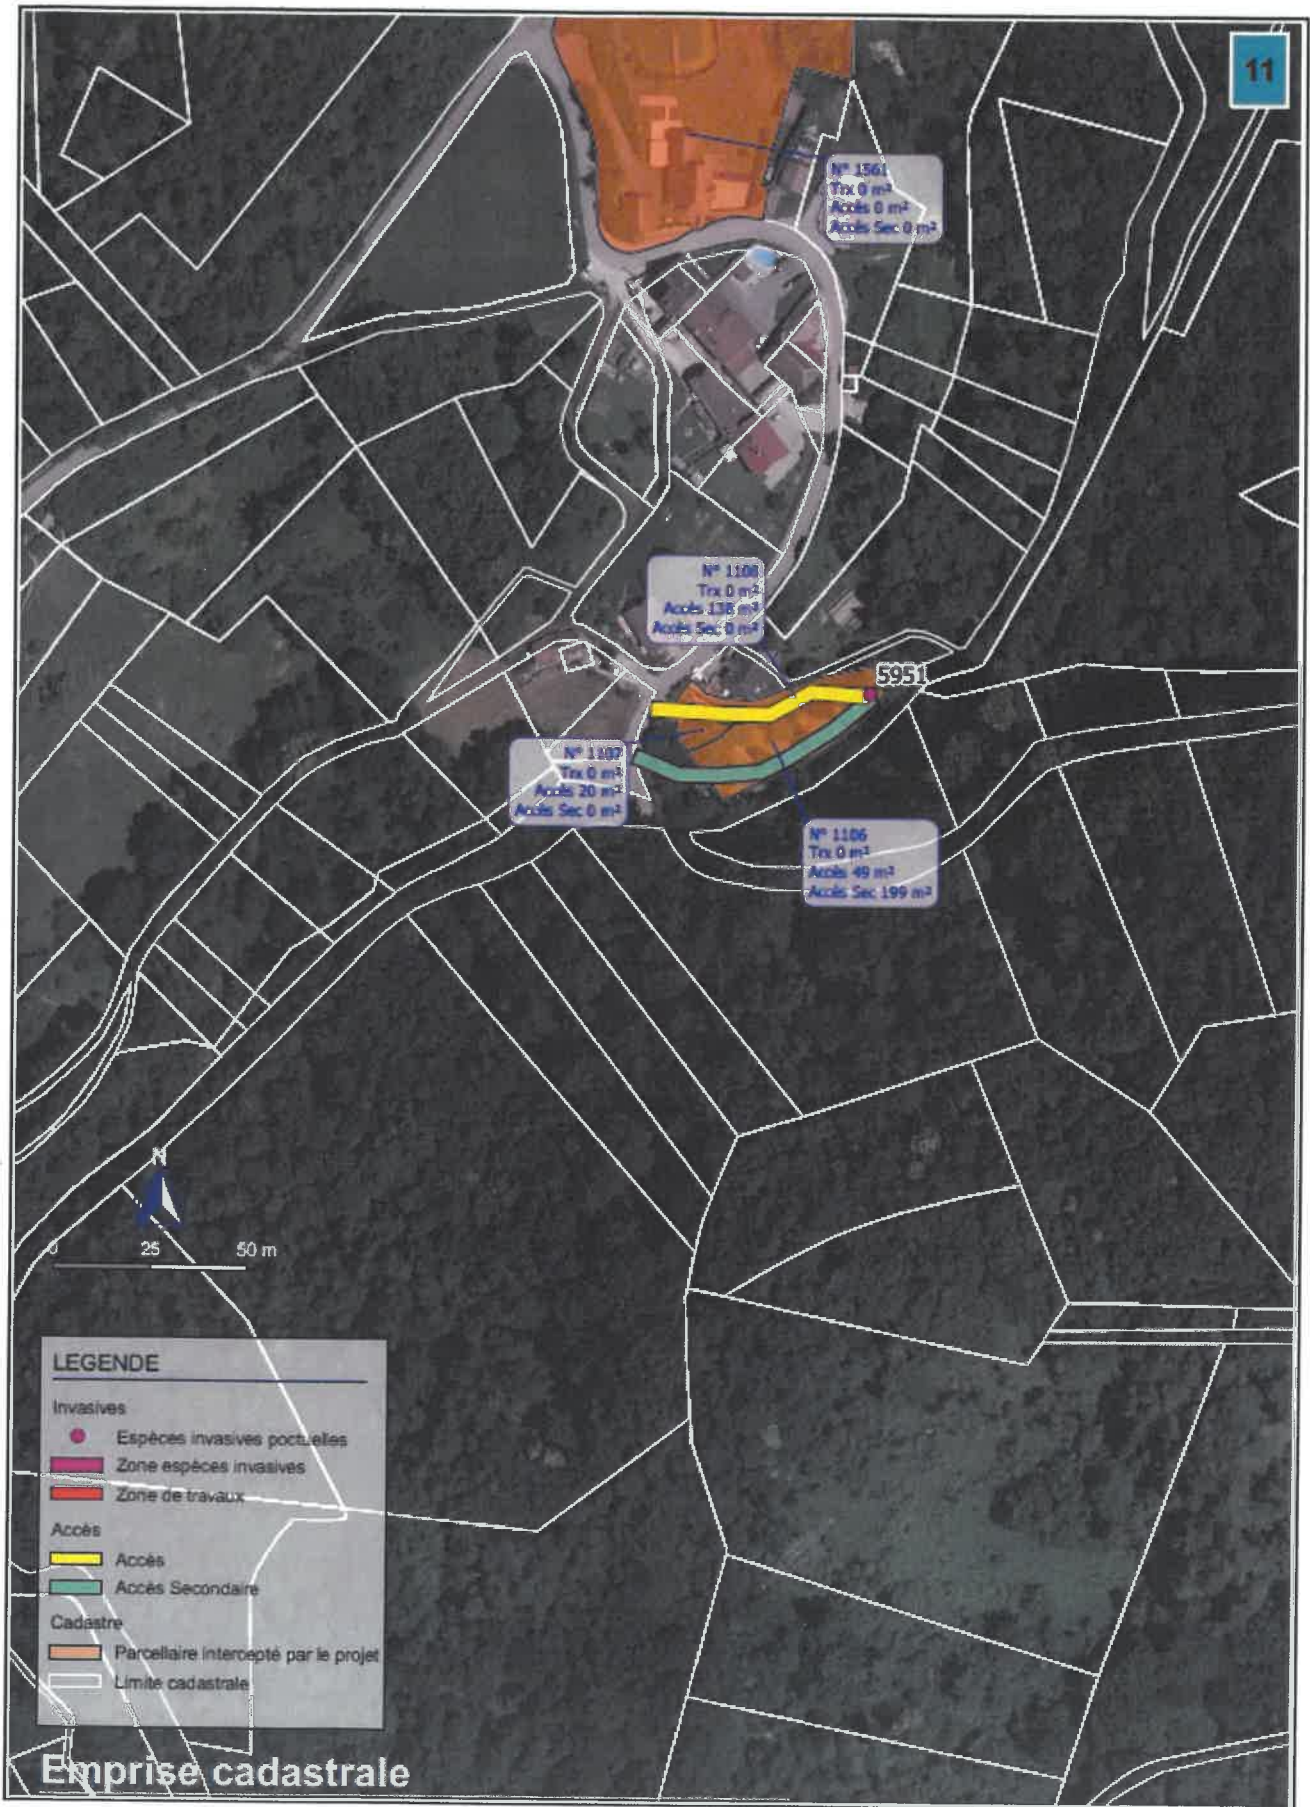 11
N° 1561
Trx 0 m²
Accès 0 m²
Accès Sec 0 m²
N° 1108
Trx 0 m²
Accès 138 m²
Accès Sec 0 m²
5951
N° 1107
Trx 0 m²
Accès 20 m²
Accès Sec 0 m²
N° 1106
Trx 0 m²
Accès 49 m²
Accès Sec 199 m²
N
0 25 50 m
LEGENDE
Invasives
Espèces invasives poctuelles
Zone espèces invasives
Zone de travaux
Accès
Accès
Accès Secondaire
Cadastre
Parcellaire intercepté par le projet
Limite cadastrale
Emprise cadastrale